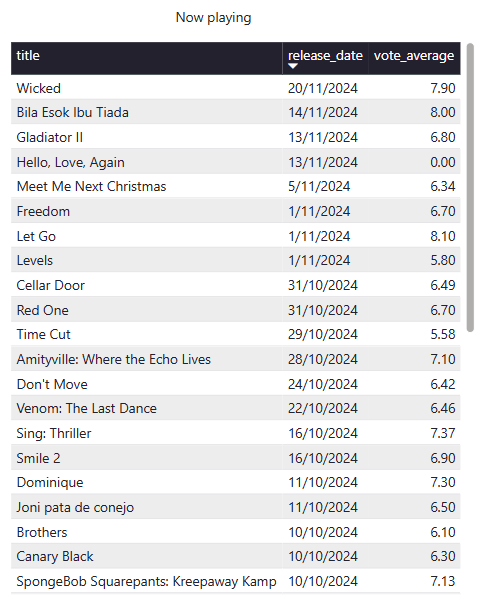 Now playing
title release_date vote_average
Wicked 20/11/2024 7.90
Bila Esok Ibu Tiada 14/11/2024 8.00
Gladiator II 13/11/2024 6.80
Hello, Love, Again 13/11/2024 0.00
Meet Me Next Christmas 5/11/2024 6.34
Freedom 1/11/2024 6.70
Let Go 1/11/2024 8.10
Levels 1/11/2024 5.80
Cellar Door 31/10/2024 6.49
Red One 31/10/2024 6.70
Time Cut 29/10/2024 5.58
Amityville: Where the Echo Lives 28/10/2024 7.10
Don't Move 24/10/2024 6.42
Venom: The Last Dance 22/10/2024 6.46
Sing: Thriller 16/10/2024 7.37
Smile 2 16/10/2024 6.90
Dominique 11/10/2024 7.30
Joni pata de conejo 11/10/2024 6.50
Brothers 10/10/2024 6.10
Canary Black 10/10/2024 6.30
SpongeBob Squarepants: Kreepaway Kamp 10/10/2024 7.13